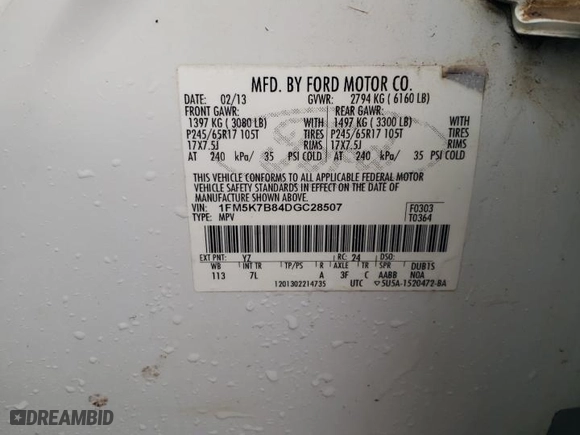 MFD. BY FORD MOTOR CO.
DATE: 02/13 GVWR: 2794 KG ( 6160 LB)
FRONT GAWR: REAR GAWR:
1397 KG ( 3080 LB) WITH 1497 KG ( 3300 LB) WITH
P245/65R17 105T TIRES P245/65R17 105T TIRES
17X7.5J RIMS 17X7.5J RIMS
AT 240 kPa/ 35 PSI COLD AT 240 kPa/ 35 PSI COLD
THIS VEHICLE CONFORMS TO ALL APPLICABLE FEDERAL MOTOR
VEHICLE SAFETY STANDARDS IN EFFECT ON THE DATE OF
MANUFACTURE SHOWN ABOVE.
VIN: 1FM5K7B84DGC28507 F0303
TYPE: MPV T0364
EXT PNT: YZ RC: 24 DSO:
WB INT TR TP/PS R AXLE TR SPR DUB1S
113 7L A 3F C AABB NOA
1201302214735 UTC ▽5U5A-1520472-BA
DREAMBID